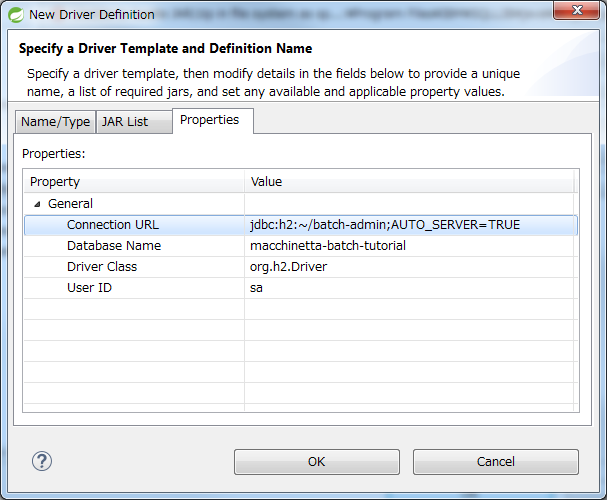 New Driver Definition
Specify a Driver Template and Definition Name
Specify a driver template, then modify details in the fields below to provide a unique
name, a list of required jars, and set any available and applicable property values.
Name/Type JAR List Properties
Properties:
Property Value
General
Connection URL jdbc:h2:~/batch-admin;AUTO_SERVER=TRUE
Database Name macchinetta-batch-tutorial
Driver Class org.h2.Driver
User ID sa
?
OK Cancel